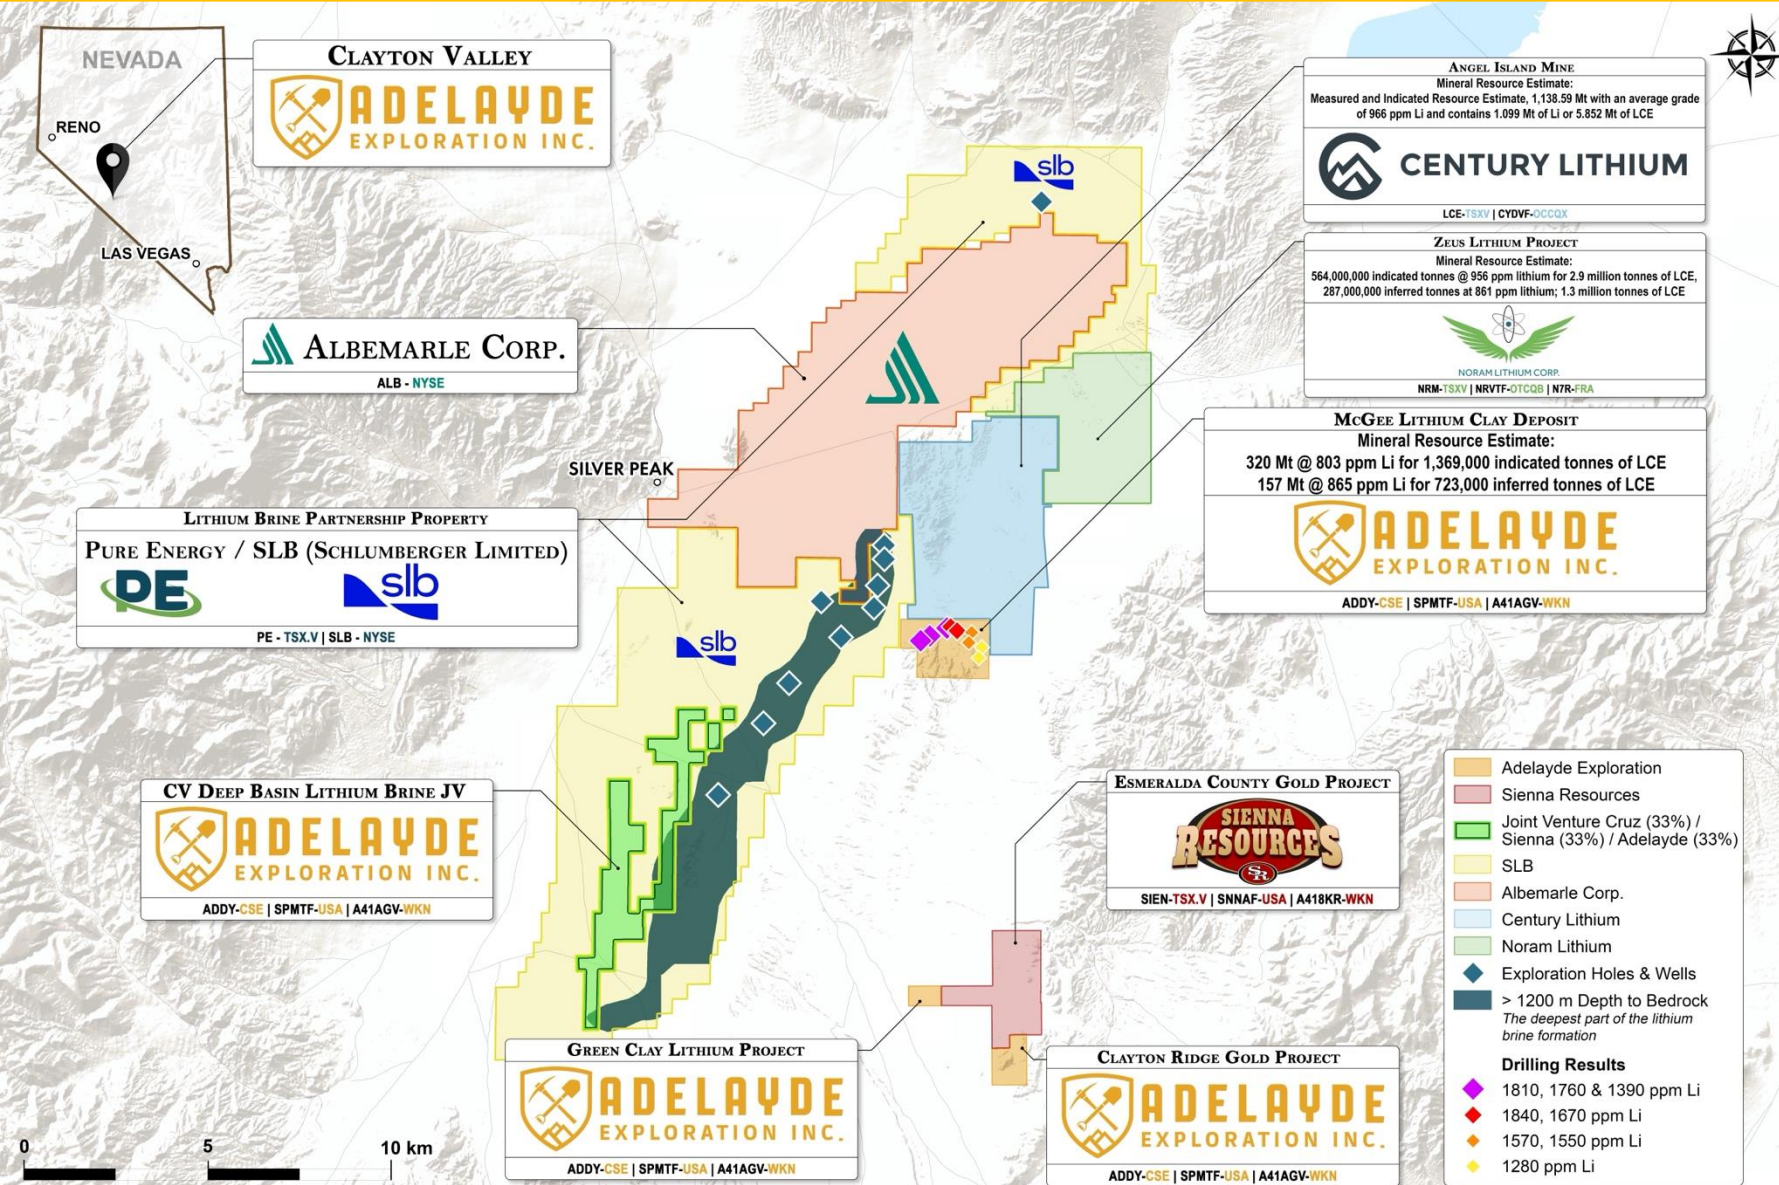 NEVADA
RENO
LAS VEGAS
CLAYTON VALLEY
ADELAYDE
EXPLORATION INC.
ANGEL ISLAND MINE
Mineral Resource Estimate:
Measured and Indicated Resource Estimate, 1,138.59 Mt with an average grade
of 966 ppm Li and contains 1.099 Mt of Li or 5.852 Mt of LCE
CENTURY LITHIUM
LCE-TSXV | CYDVF-OCCQX
slb
ZEUS LITHIUM PROJECT
Mineral Resource Estimate:
564,000,000 indicated tonnes @ 956 ppm lithium for 2.9 million tonnes of LCE,
287,000,000 inferred tonnes at 861 ppm lithium; 1.3 million tonnes of LCE
NORAM LITHIUM CORP.
NRM-TSXV | NRVTF-OTCQB | N7R-FRA
ALBEMARLE CORP.
ALB - NYSE
MCGEE LITHIUM CLAY DEPOSIT
Mineral Resource Estimate:
320 Mt @ 803 ppm Li for 1,369,000 indicated tonnes of LCE
157 Mt @ 865 ppm Li for 723,000 inferred tonnes of LCE
ADELAYDE
EXPLORATION INC.
ADDY-CSE | SPMTF-USA | A41AGV-WKN
SILVER PEAK
LITHIUM BRINE PARTNERSHIP PROPERTY
PURE ENERGY / SLB (SCHLUMBERGER LIMITED)
PE
slb
PE - TSX.V | SLB - NYSE
slb
CV DEEP BASIN LITHIUM BRINE JV
ADELAYDE
EXPLORATION INC.
ADDY-CSE | SPMTF-USA | A41AGV-WKN
ESMERALDA COUNTY GOLD PROJECT
SIENNA
RESOURCES
SR
SIEN-TSX.V | SNNAF-USA | A418KR-WKN
GREEN CLAY LITHIUM PROJECT
ADELAYDE
EXPLORATION INC.
ADDY-CSE | SPMTF-USA | A41AGV-WKN
CLAYTON RIDGE GOLD PROJECT
ADELAYDE
EXPLORATION INC.
ADDY-CSE | SPMTF-USA | A41AGV-WKN
Adelayde Exploration
Sienna Resources
Joint Venture Cruz (33%) /
Sienna (33%) / Adelayde (33%)
SLB
Albemarle Corp.
Century Lithium
Noram Lithium
Exploration Holes & Wells
> 1200 m Depth to Bedrock
The deepest part of the lithium
brine formation
Drilling Results
1810, 1760 & 1390 ppm Li
1840, 1670 ppm Li
1570, 1550 ppm Li
1280 ppm Li
0 5 10 km